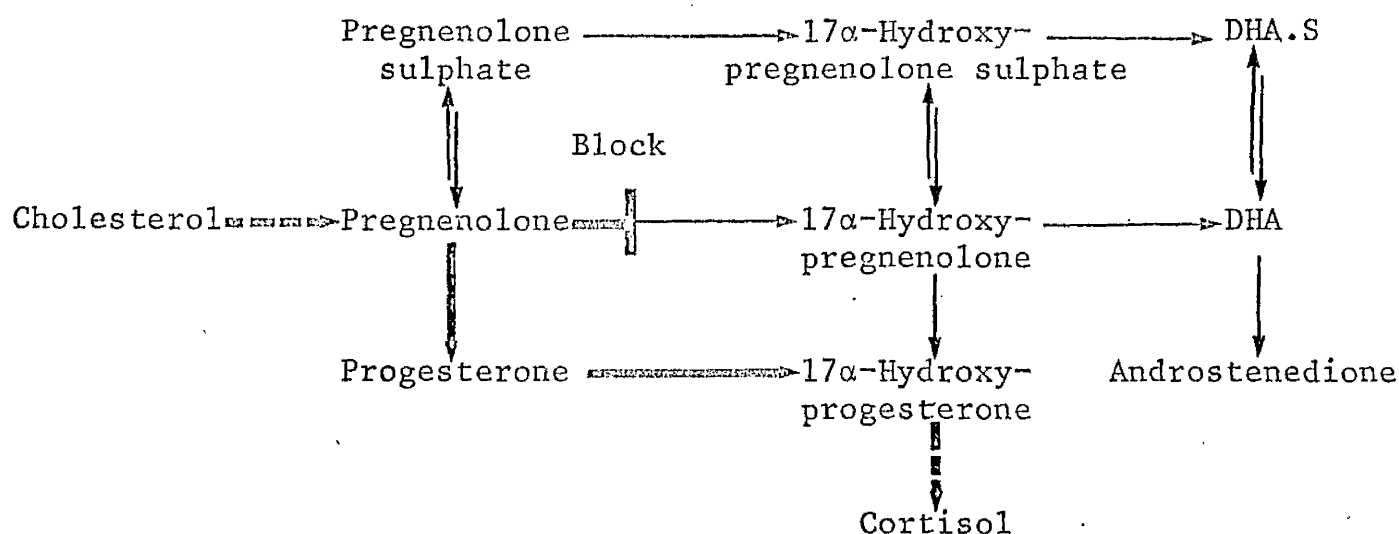 Pregnenolone 17α-Hydroxy- DHA.S
sulphate pregnenolone sulphate
Block
Cholesterol Pregnenolone 17α-Hydroxy- DHA
pregnenolone
Progesterone 17α-Hydroxy- Androstenedione
progesterone
Cortisol